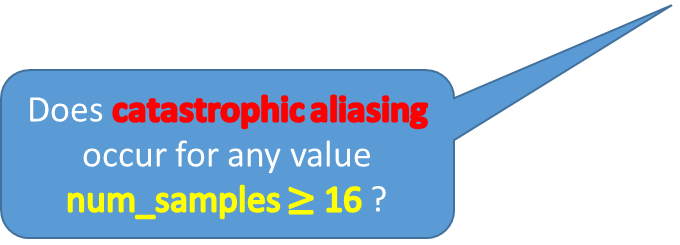 Does catastrophic aliasing
occur for any value
num_samples ≥ 16 ?